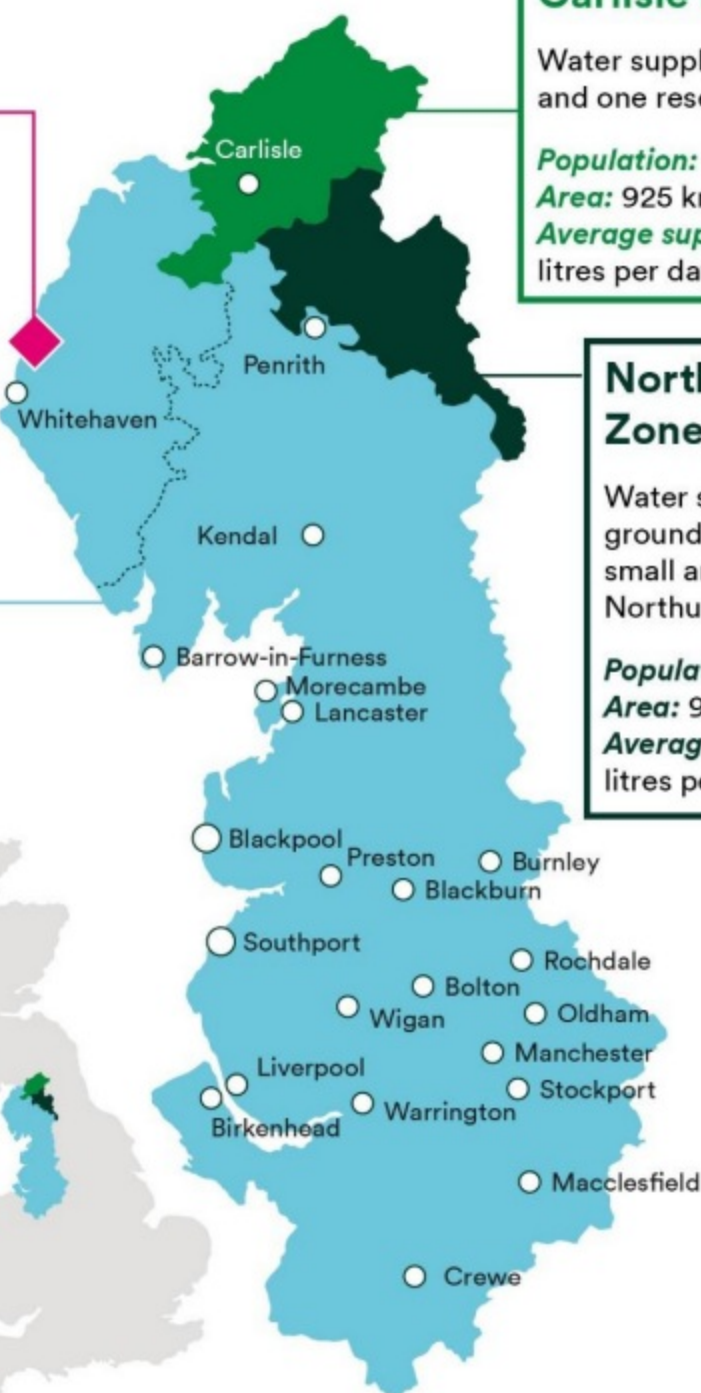 Carlisle
Water suppl
and one rese
Population:
Area: 925 k
Average sup
litres per da
Carlisle
Penrith
Whitehaven
North
Zone
Water s
ground
small a
Northu
Popula
Area: 9
Averag
litres p
Kendal
Barrow-in-Furness
Morecambe
Lancaster
Blackpool
Preston
Burnley
Blackburn
Southport
Rochdale
Bolton
Wigan
Oldham
Manchester
Liverpool
Stockport
Warrington
Birkenhead
Macclesfield
Crewe